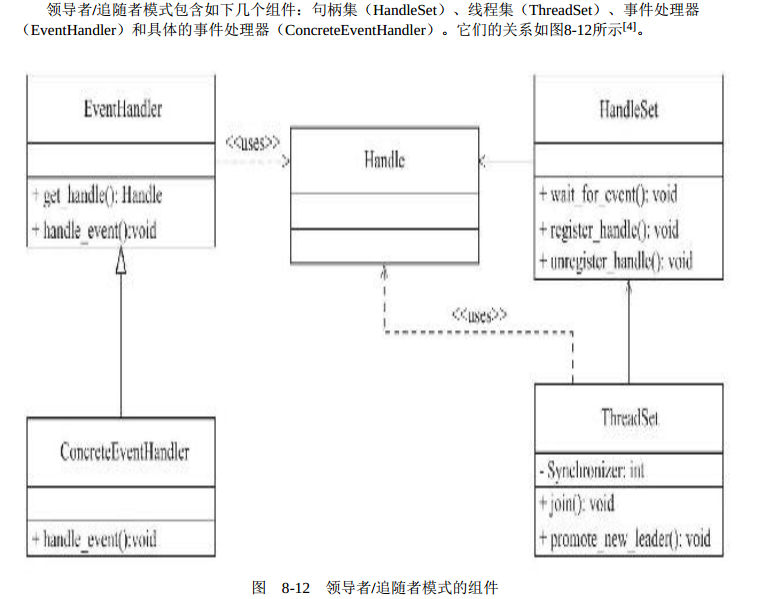 领导者/追随者模式包含如下几个组件：句柄集（HandleSet）、线程集（ThreadSet）、事件处理器
（EventHandler）和具体的事件处理器（ConcreteEventHandler）。它们的关系如图8-12所示[4]。
EventHandler
+ get_handle(): Handle
+ handle_event():void
<<uses>>
Handle
HandleSet
+ wait_for_event(): void
+ register_handle(): void
+ unregister_handle(): void
<<uses>>
ConcreteEventHandler
+ handle_event():void
ThreadSet
- Synchronizer: int
+ join(): void
+ promote_new_leader(): void
图 8-12 领导者/追随者模式的组件